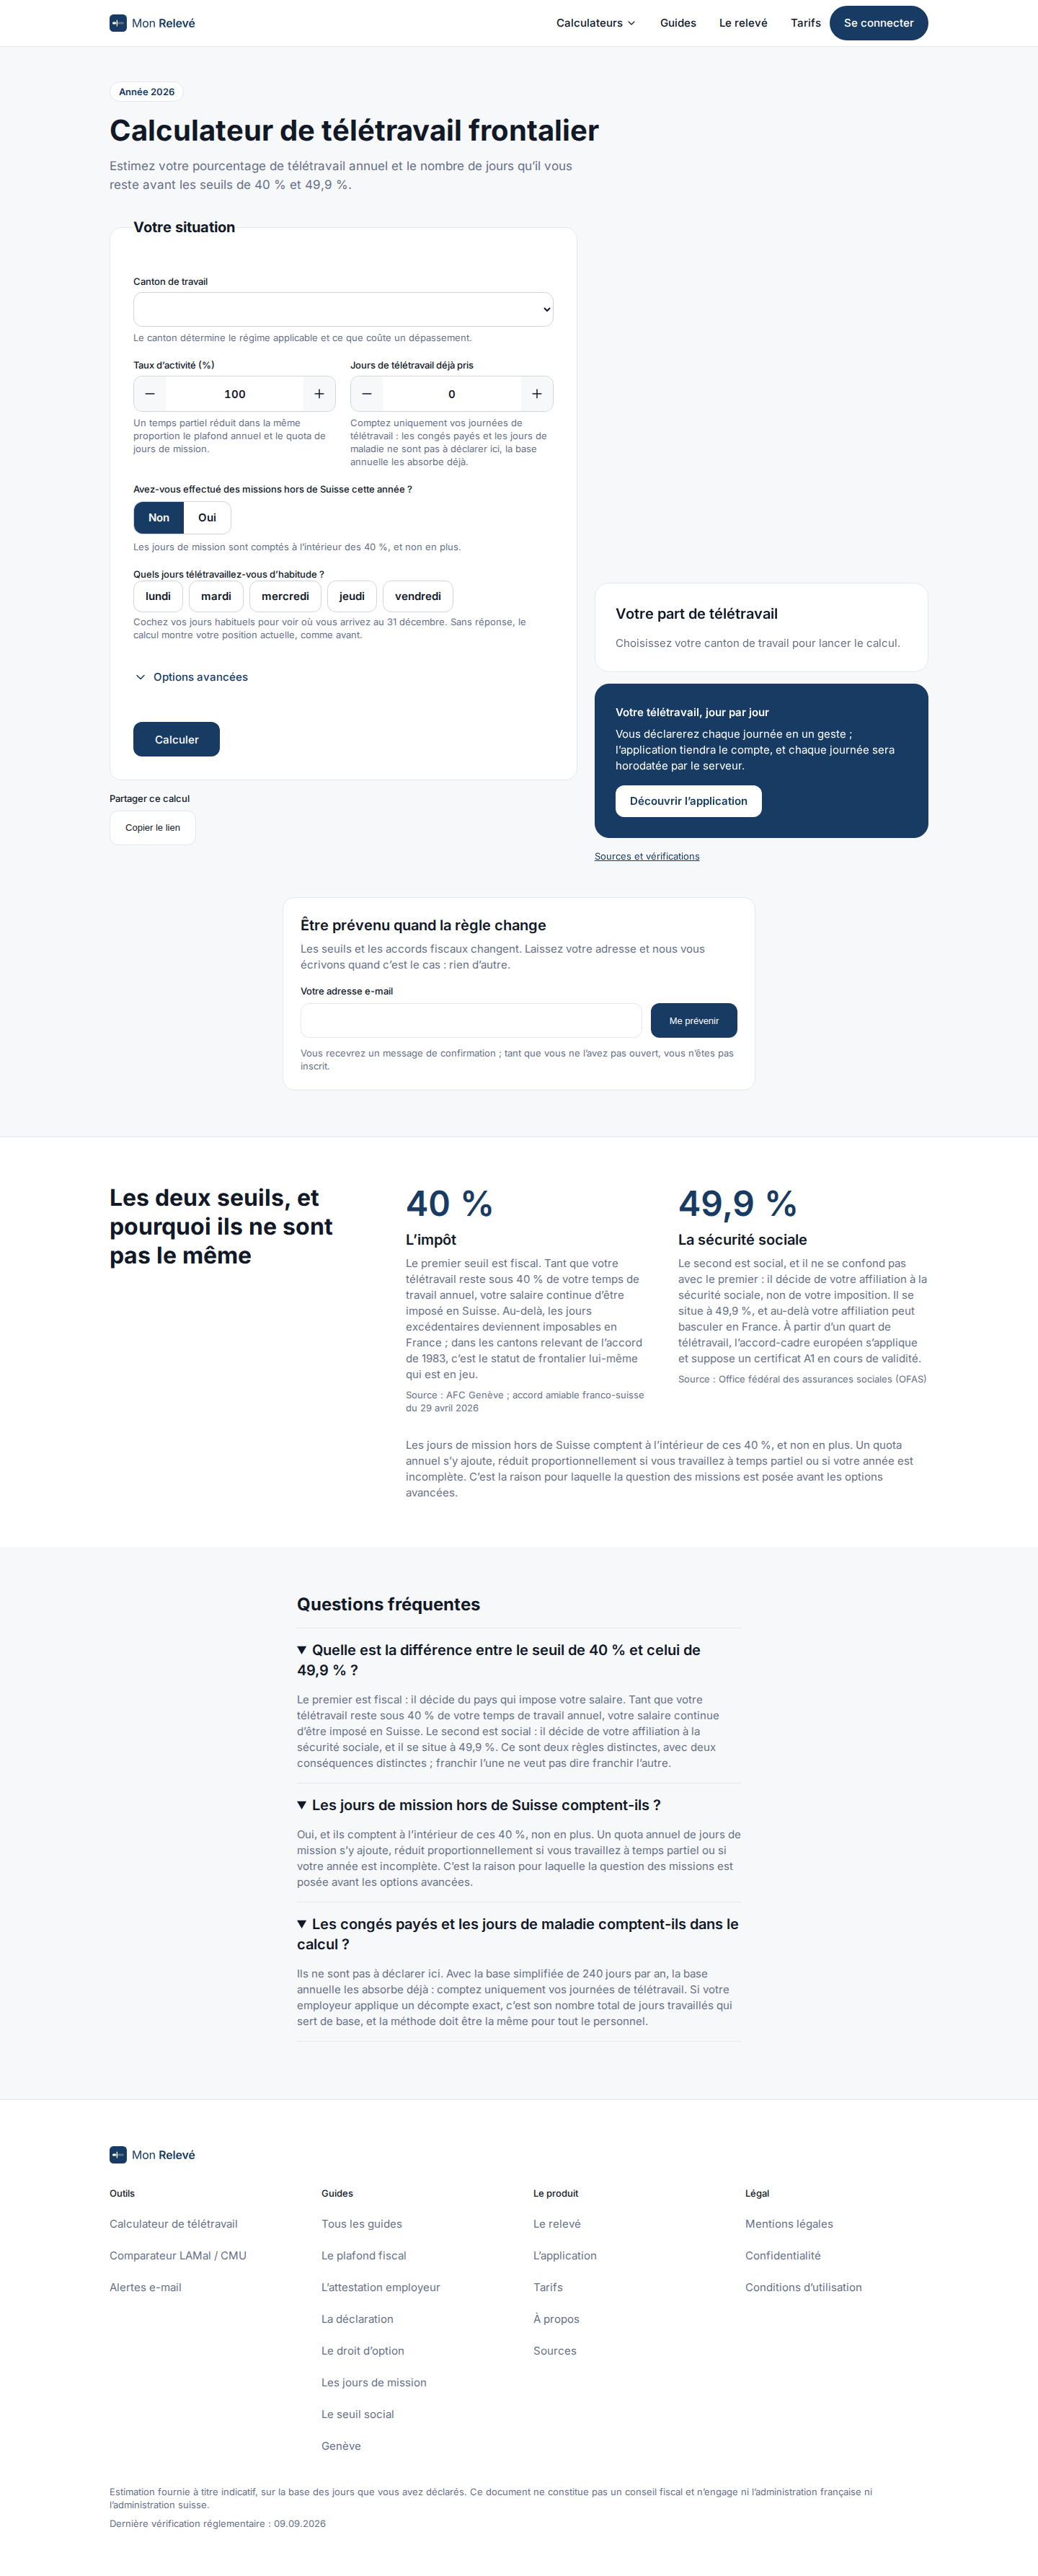 Mon Relevé
Calculateurs
Guides
Le relevé
Tarifs
Se connecter
Année 2026
Calculateur de télétravail frontalier
Estimez votre pourcentage de télétravail annuel et le nombre de jours qu’il vous
reste avant les seuils de 40 % et 49,9 %.
Votre situation
Canton de travail
Le canton détermine le régime applicable et ce que coûte un dépassement.
Taux d’activité (%)
− 100 +
Un temps partiel réduit dans la même
proportion le plafond annuel et le quota de
jours de mission.
Jours de télétravail déjà pris
− 0 +
Comptez uniquement vos journées de
télétravail : les congés payés et les jours de
maladie ne sont pas à déclarer ici, la base
annuelle les absorbe déjà.
Avez-vous effectué des missions hors de Suisse cette année ?
Non Oui
Les jours de mission sont comptés à l’intérieur des 40 %, et non en plus.
Quels jours télétravaillez-vous d’habitude ?
lundi mardi mercredi jeudi vendredi
Cochez vos jours habituels pour voir où vous arrivez au 31 décembre. Sans réponse, le
calcul montre votre position actuelle, comme avant.
Options avancées
Calculer
Partager ce calcul
Copier le lien
Votre part de télétravail
Choisissez votre canton de travail pour lancer le calcul.
Votre télétravail, jour par jour
Vous déclarerez chaque journée en un geste ;
l’application tiendra le compte, et chaque journée sera
horodatée par le serveur.
Découvrir l’application
Sources et vérifications
Être prévenu quand la règle change
Les seuils et les accords fiscaux changent. Laissez votre adresse et nous vous
écrivons quand c’est le cas : rien d’autre.
Votre adresse e-mail
Me prévenir
Vous recevrez un message de confirmation ; tant que vous ne l’avez pas ouvert, vous n’êtes pas
inscrit.
Les deux seuils, et
pourquoi ils ne sont
pas le même
40 %
L’impôt
Le premier seuil est fiscal. Tant que votre
télétravail reste sous 40 % de votre temps de
travail annuel, votre salaire continue d’être
imposé en Suisse. Au-delà, les jours
excédentaires deviennent imposables en
France ; dans les cantons relevant de l’accord
de 1983, c’est le statut de frontalier lui-même
qui est en jeu.
Source : AFC Genève ; accord amiable franco-suisse
du 29 avril 2026
49,9 %
La sécurité sociale
Le second est social, et il ne se confond pas
avec le premier : il décide de votre affiliation à la
sécurité sociale, non de votre imposition. Il se
situe à 49,9 %, et au-delà votre affiliation peut
basculer en France. À partir d’un quart de
télétravail, l’accord-cadre européen s’applique
et suppose un certificat A1 en cours de validité.
Source : Office fédéral des assurances sociales (OFAS)
Les jours de mission hors de Suisse comptent à l’intérieur de ces 40 %, et non en plus. Un quota
annuel s’y ajoute, réduit proportionnellement si vous travaillez à temps partiel ou si votre année est
incomplète. C’est la raison pour laquelle la question des missions est posée avant les options
avancées.
Questions fréquentes
Quelle est la différence entre le seuil de 40 % et celui de
49,9 % ?
Le premier est fiscal : il décide du pays qui impose votre salaire. Tant que votre
télétravail reste sous 40 % de votre temps de travail annuel, votre salaire continue
d’être imposé en Suisse. Le second est social : il décide de votre affiliation à la
sécurité sociale, et il se situe à 49,9 %. Ce sont deux règles distinctes, avec deux
conséquences distinctes ; franchir l’une ne veut pas dire franchir l’autre.
Les jours de mission hors de Suisse comptent-ils ?
Oui, et ils comptent à l’intérieur de ces 40 %, non en plus. Un quota annuel de jours de
mission s’y ajoute, réduit proportionnellement si vous travaillez à temps partiel ou si
votre année est incomplète. C’est la raison pour laquelle la question des missions est
posée avant les options avancées.
Les congés payés et les jours de maladie comptent-ils dans le
calcul ?
Ils ne sont pas à déclarer ici. Avec la base simplifiée de 240 jours par an, la base
annuelle les absorbe déjà : comptez uniquement vos journées de télétravail. Si votre
employeur applique un décompte exact, c’est son nombre total de jours travaillés qui
sert de base, et la méthode doit être la même pour tout le personnel.
Mon Relevé
Outils
Calculateur de télétravail
Comparateur LAMal / CMU
Alertes e-mail
Guides
Tous les guides
Le plafond fiscal
L’attestation employeur
La déclaration
Le droit d’option
Les jours de mission
Le seuil social
Genève
Le produit
Le relevé
L’application
Tarifs
À propos
Sources
Légal
Mentions légales
Confidentialité
Conditions d’utilisation
Estimation fournie à titre indicatif, sur la base des jours que vous avez déclarés. Ce document ne constitue pas un conseil fiscal et n’engage ni l’administration française ni
l’administration suisse.
Dernière vérification réglementaire : 09.09.2026